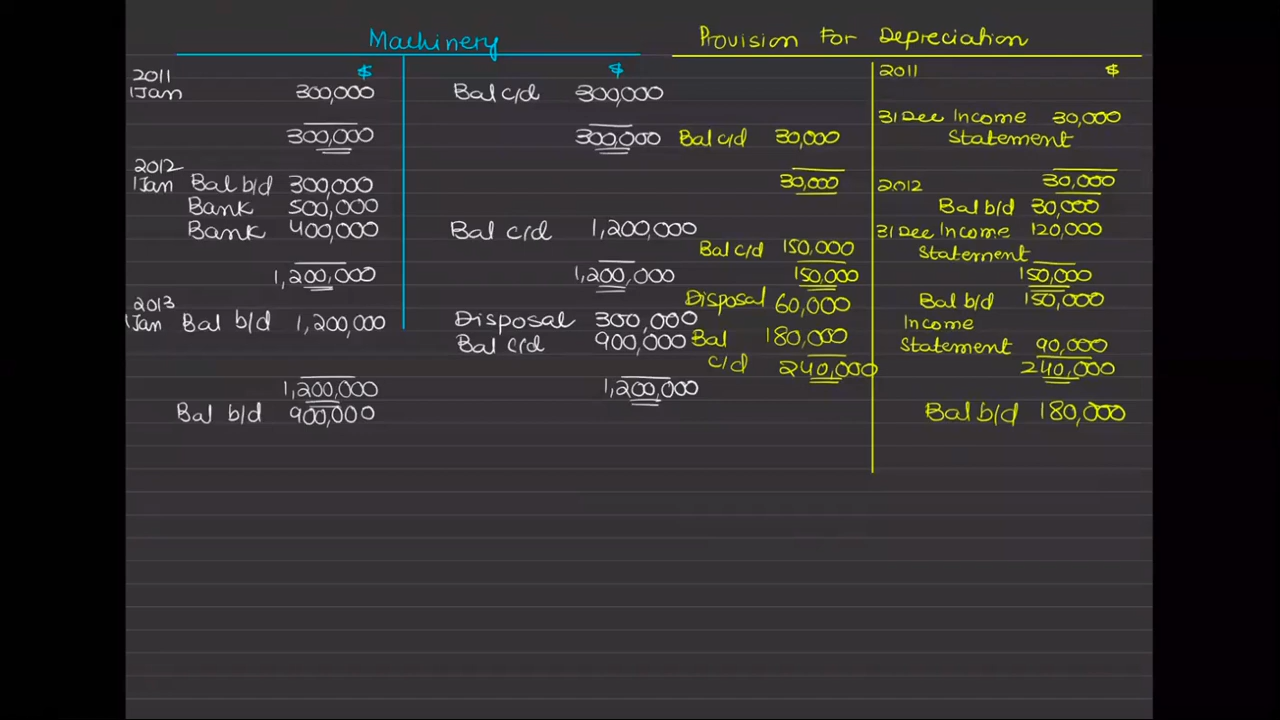 Machinery
2011 $ $
1Jan 300,000 Bal c/d 300,000
300,000 300,000
2012
1Jan Bal b/d 300,000
Bank 500,000
Bank 400,000 Bal c/d 1,200,000
1,200,000 1,200,000
2013
1Jan Bal b/d 1,200,000 Disposal 300,000
Bal c/d 900,000
1,200,000 1,200,000
Bal b/d 900,000
Provision For Depreciation
2011 $
31 Dec Income 30,000
Bal c/d 30,000 Statement
30,000 2012 30,000
Bal b/d 30,000
31 Dec Income 120,000
Bal c/d 150,000 Statement
150,000 150,000
Disposal 60,000 Bal b/d 150,000
Income
Bal 180,000 Statement 90,000
c/d 240,000 240,000
Bal b/d 180,000